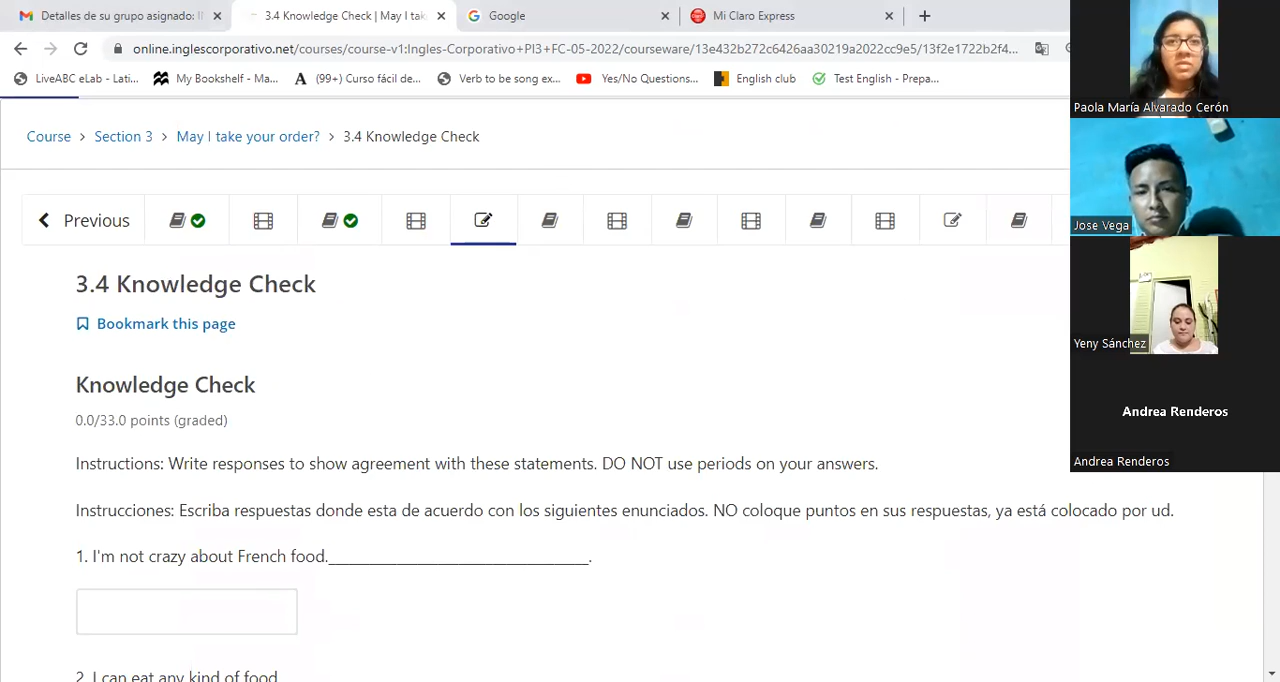 Detalles de su grupo asignado:
3.4 Knowledge Check | May I tak
Google
Mi Claro Express
online.inglescorporativo.net/courses/course-v1:Ingles-Corporativo+PI3+FC-05-2022/courseware/13e432b272c6426aa30219a2022cc9e5/13f2e1722b2f4...
LiveABC eLab - Lati...
My Bookshelf - Ma...
(99+) Curso fácil de...
Verb to be song ex...
Yes/No Questions...
English club
Test English - Prepa...
Course > Section 3 > May I take your order? > 3.4 Knowledge Check
Previous
3.4 Knowledge Check
Bookmark this page
Knowledge Check
0.0/33.0 points (graded)
Instructions: Write responses to show agreement with these statements. DO NOT use periods on your answers.
Instrucciones: Escriba respuestas donde esta de acuerdo con los siguientes enunciados. NO coloque puntos en sus respuestas, ya está colocado por ud.
1. I'm not crazy about French food.______________________________.
2. I can eat any kind of food
Paola María Alvarado Cerón
Jose Vega
Yeny Sánchez
Andrea Renderos
Andrea Renderos